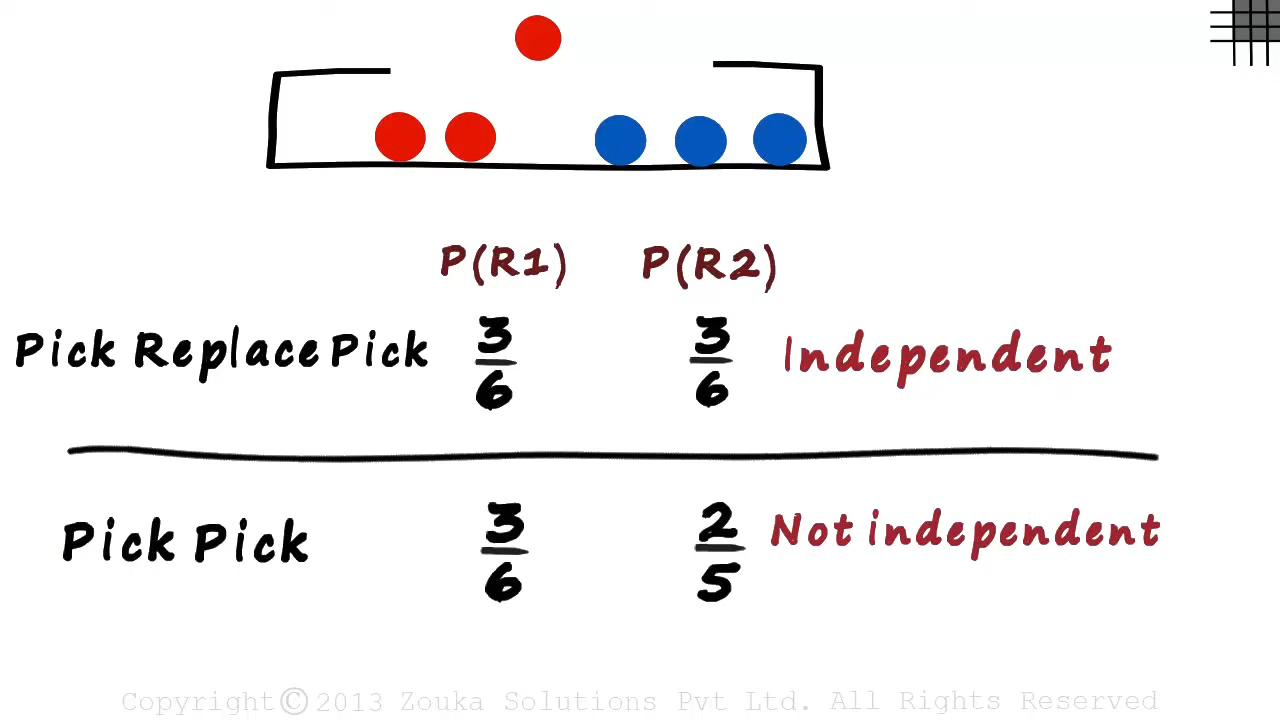 P(R1) P(R2)
Pick Replace Pick 3/6 3/6 Independent
Pick Pick 3/6 2/5 Not independent
Copyright © 2013 Zouka Solutions Pvt Ltd. All Rights Reserved